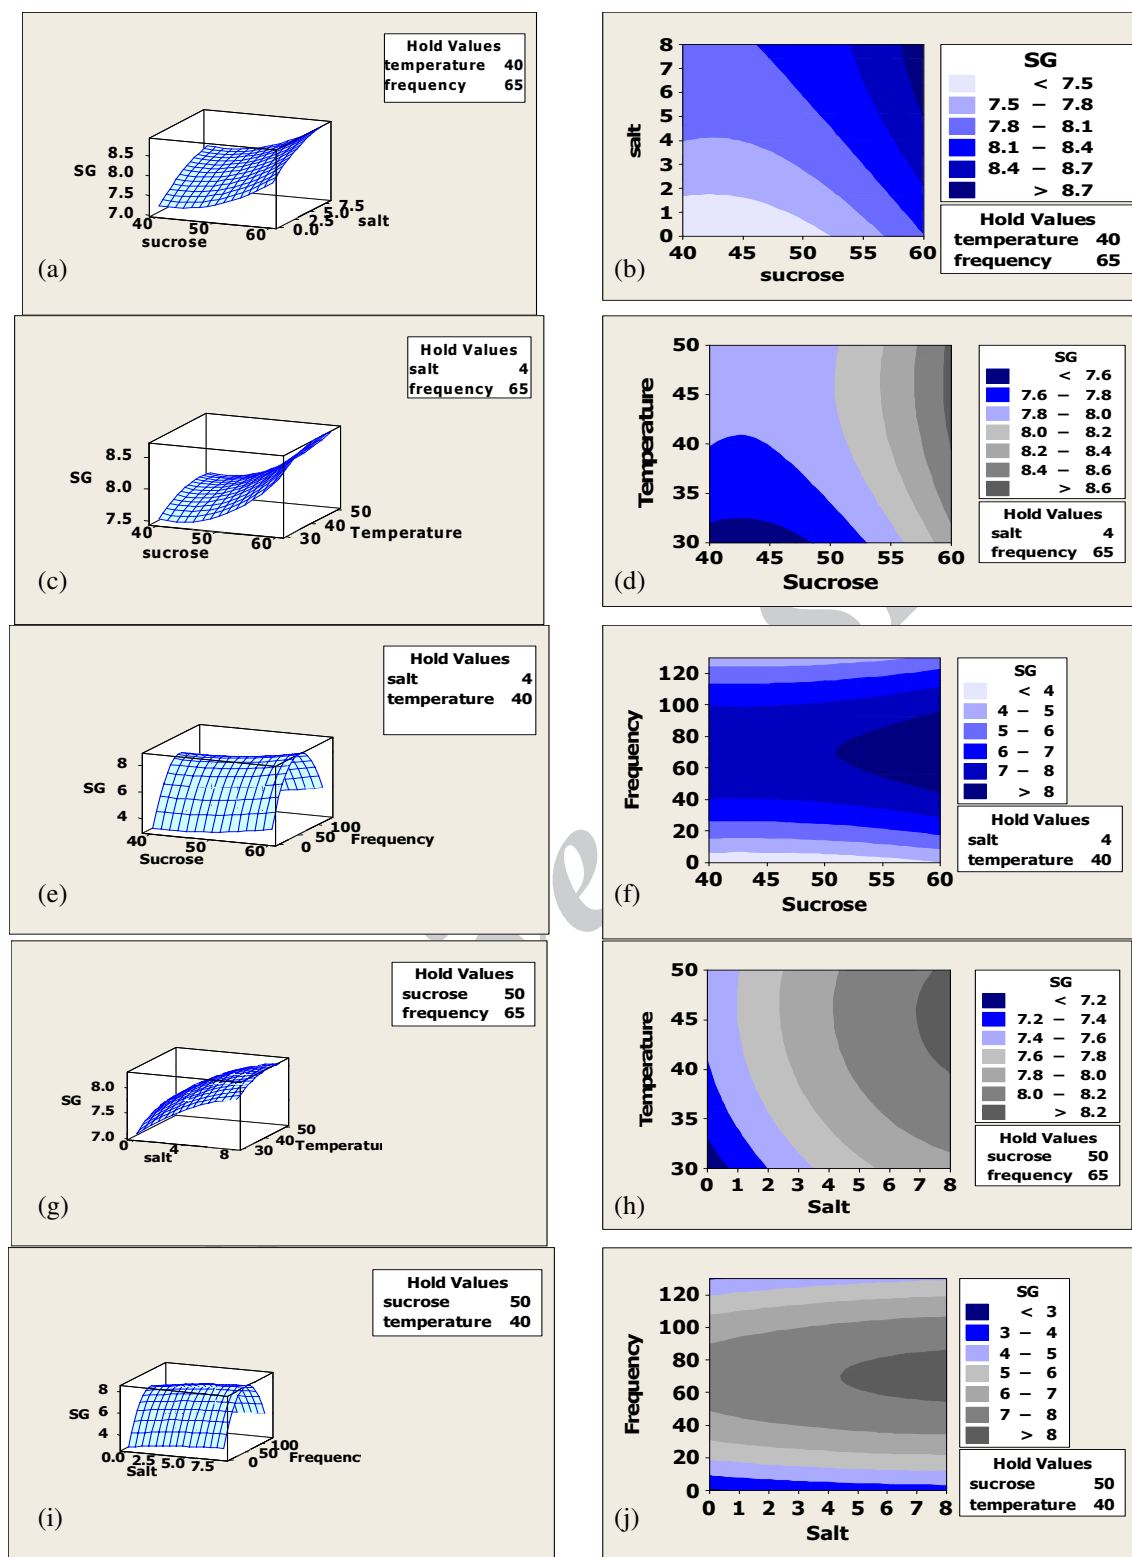 Hold Values
temperature 40
frequency 65
8.5
8.0
7.5
7.0
SG
40
50
60
sucrose
0.0
2.5
5.0
7.5
salt
(a)
8
7
6
5
4
3
2
1
0
salt
40 45 50 55 60
sucrose
SG
< 7.5
7.5 – 7.8
7.8 – 8.1
8.1 – 8.4
8.4 – 8.7
> 8.7
Hold Values
temperature 40
frequency 65
(b)
Hold Values
salt 4
frequency 65
8.5
8.0
7.5
SG
40
50
60
sucrose
30
40
50
Temperature
(c)
50
45
40
35
30
Temperature
40 45 50 55 60
Sucrose
SG
< 7.6
7.6 – 7.8
7.8 – 8.0
8.0 – 8.2
8.2 – 8.4
8.4 – 8.6
> 8.6
Hold Values
salt 4
frequency 65
(d)
Hold Values
salt 4
temperature 40
8
6
4
SG
40
50
60
Sucrose
0
50
100
Frequency
(e)
120
100
80
60
40
20
0
Frequency
40 45 50 55 60
Sucrose
SG
< 4
4 – 5
5 – 6
6 – 7
7 – 8
> 8
Hold Values
salt 4
temperature 40
(f)
Hold Values
sucrose 50
frequency 65
8.0
7.5
7.0
SG
0
4
8
salt
30
40
50
Temperatur
(g)
50
45
40
35
30
Temperature
0 1 2 3 4 5 6 7 8
Salt
SG
< 7.2
7.2 – 7.4
7.4 – 7.6
7.6 – 7.8
7.8 – 8.0
8.0 – 8.2
> 8.2
Hold Values
sucrose 50
frequency 65
(h)
Hold Values
sucrose 50
temperature 40
8
6
4
SG
0.0 2.5 5.0 7.5
Salt
0
50
100
Frequenc
(i)
120
100
80
60
40
20
0
Frequency
0 1 2 3 4 5 6 7 8
Salt
SG
< 3
3 – 4
4 – 5
5 – 6
6 – 7
7 – 8
> 8
Hold Values
sucrose 50
temperature 40
(j)